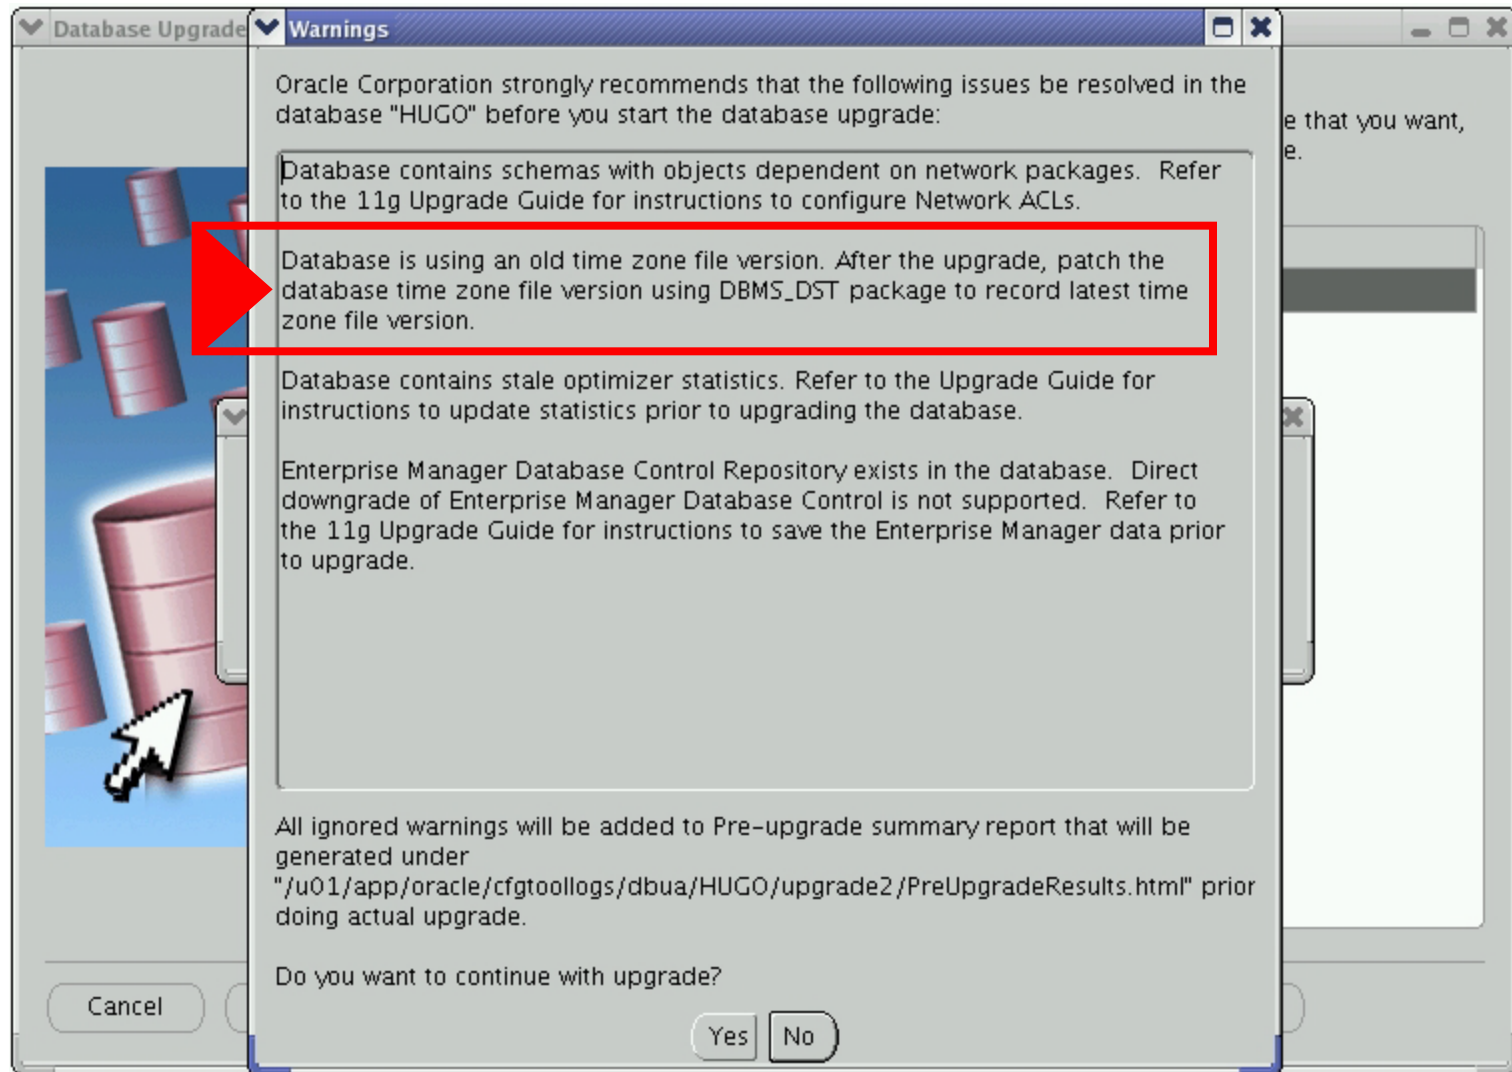 Database Upgrade
Warnings
Oracle Corporation strongly recommends that the following issues be resolved in the
database "HUGO" before you start the database upgrade:
e that you want,
e.
Database contains schemas with objects dependent on network packages.  Refer
to the 11g Upgrade Guide for instructions to configure Network ACLs.
Database is using an old time zone file version. After the upgrade, patch the
database time zone file version using DBMS_DST package to record latest time
zone file version.
Database contains stale optimizer statistics. Refer to the Upgrade Guide for
instructions to update statistics prior to upgrading the database.
Enterprise Manager Database Control Repository exists in the database.  Direct
downgrade of Enterprise Manager Database Control is not supported.  Refer to
the 11g Upgrade Guide for instructions to save the Enterprise Manager data prior
to upgrade.
All ignored warnings will be added to Pre-upgrade summary report that will be
generated under
"/u01/app/oracle/cfgtoollogs/dbua/HUGO/upgrade2/PreUpgradeResults.html" prior
doing actual upgrade.
Do you want to continue with upgrade?
Cancel
Yes
No